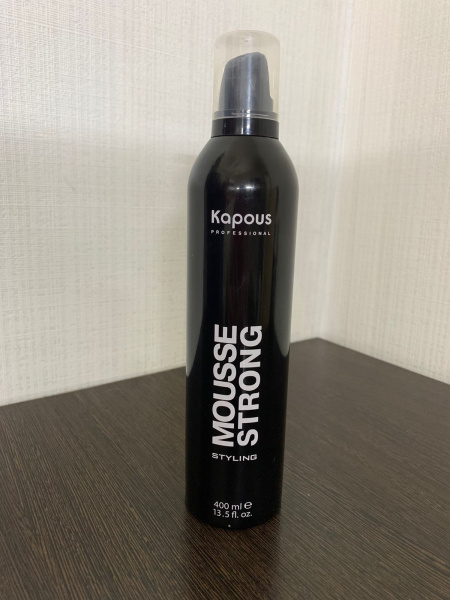 Kapous
PROFESSIONAL
MOUSSE
STRONG
STYLING
400 ml ℮
13.5 fl. oz.